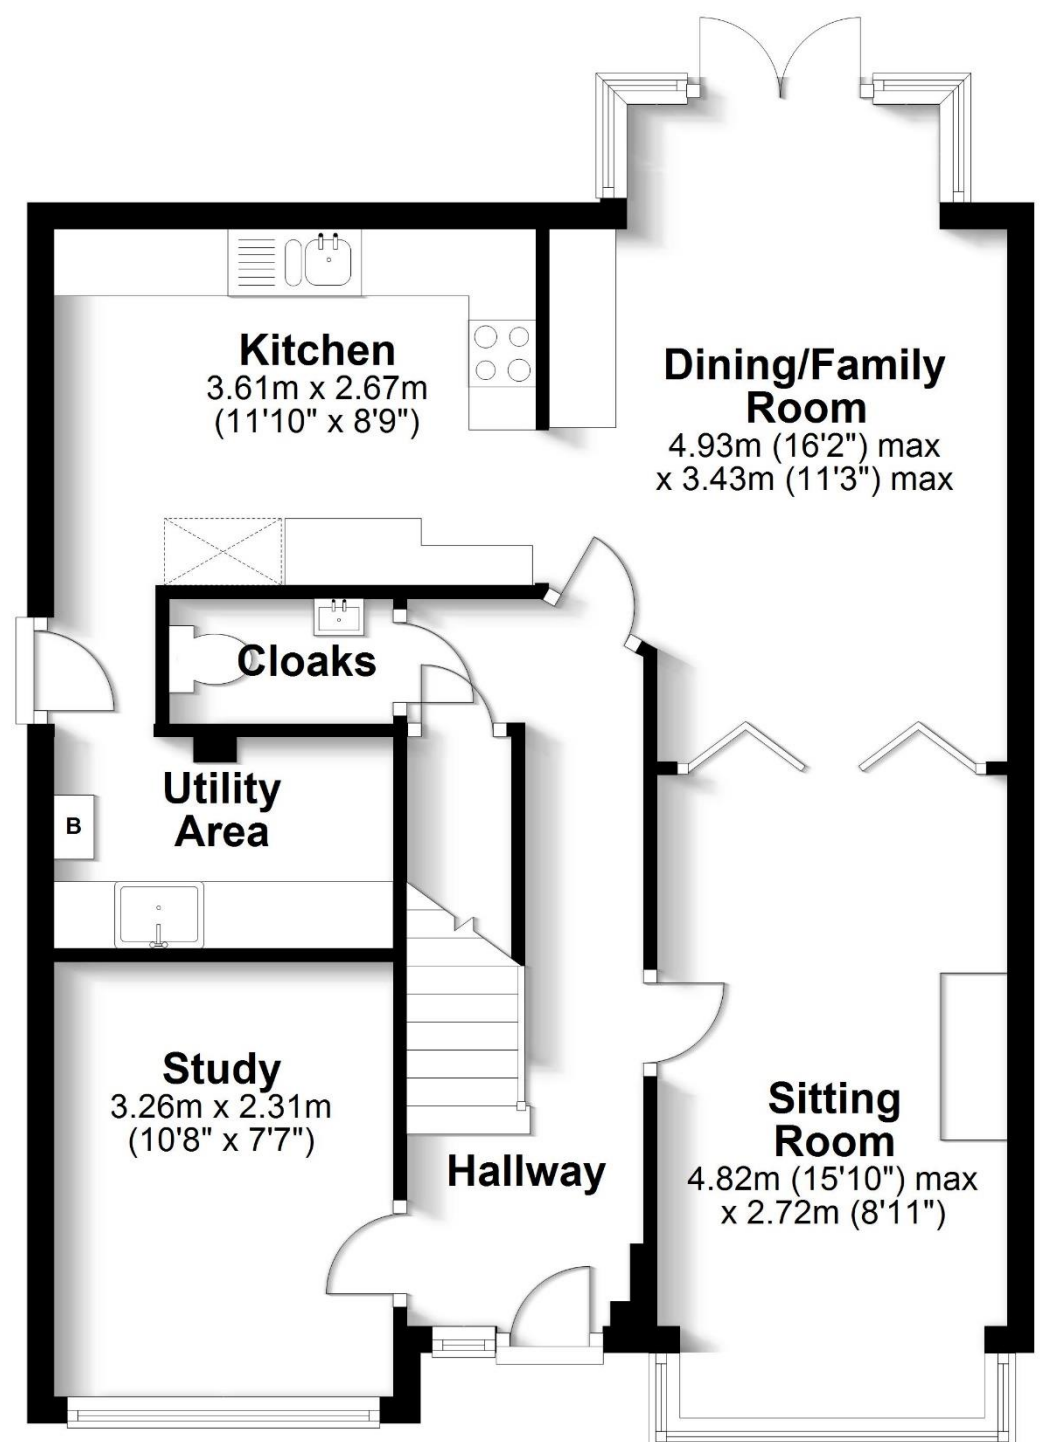 Kitchen
3.61m x 2.67m
(11'10" x 8'9")
Dining/Family
Room
4.93m (16'2") max
x 3.43m (11'3") max
Cloaks
Utility
Area
B
Study
3.26m x 2.31m
(10'8" x 7'7")
Hallway
Sitting
Room
4.82m (15'10") max
x 2.72m (8'11")